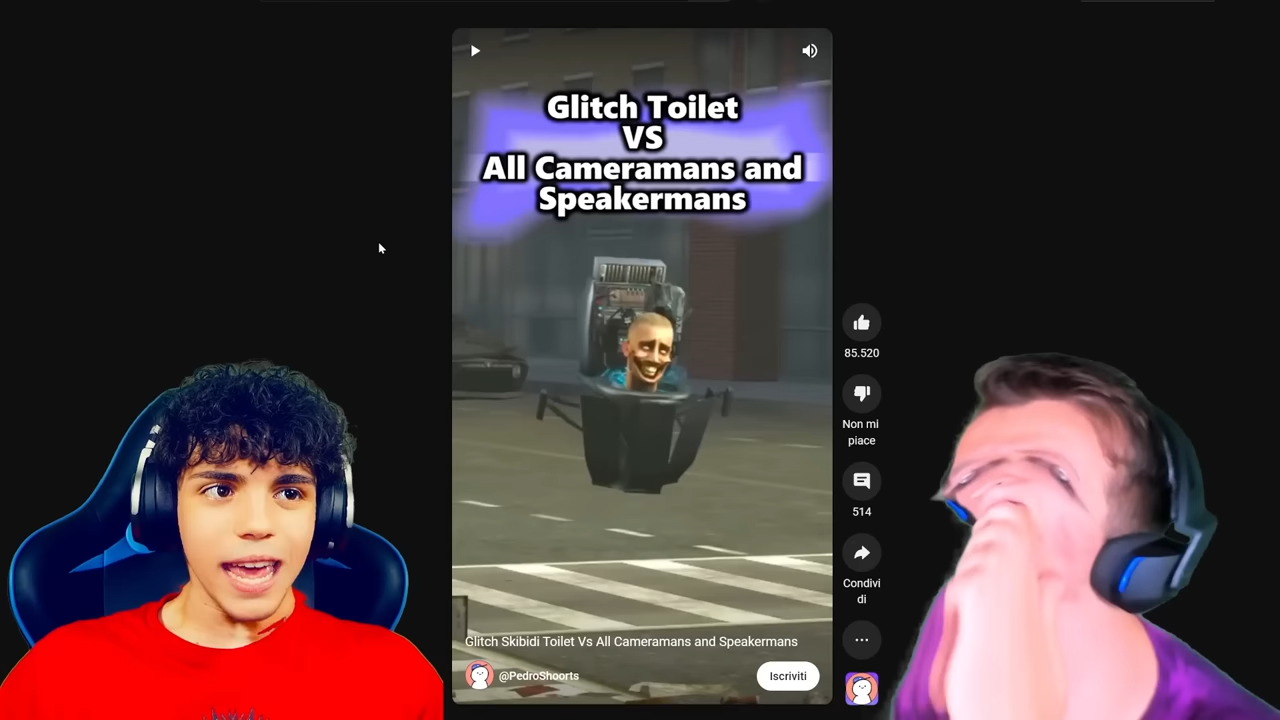 Glitch Toilet
VS
All Cameramans and
Speakermans
85.520
Non mi
piace
514
Condivi
di
Glitch Skibidi Toilet Vs All Cameramans and Speakermans
@PedroShoorts
Iscriviti